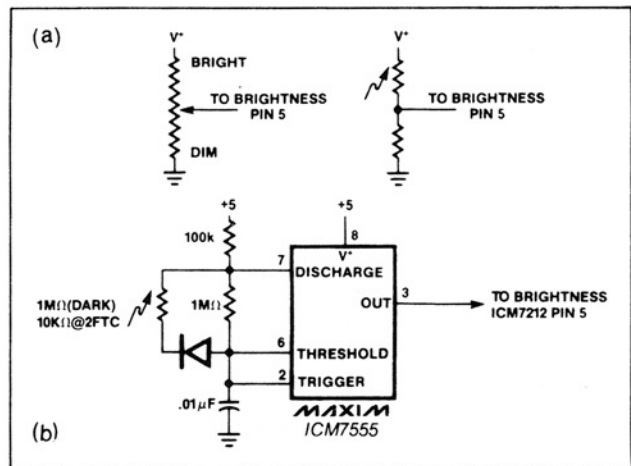 (a)
V+
BRIGHT
TO BRIGHTNESS
PIN 5
DIM
V+
TO BRIGHTNESS
PIN 5
+5
100k
+5
8
V+
7
DISCHARGE
1MΩ(DARK)
10KΩ@2FTC
1MΩ
OUT
3
TO BRIGHTNESS
ICM7212 PIN 5
6
THRESHOLD
2
TRIGGER
.01μF
MAXIM
ICM7555
(b)